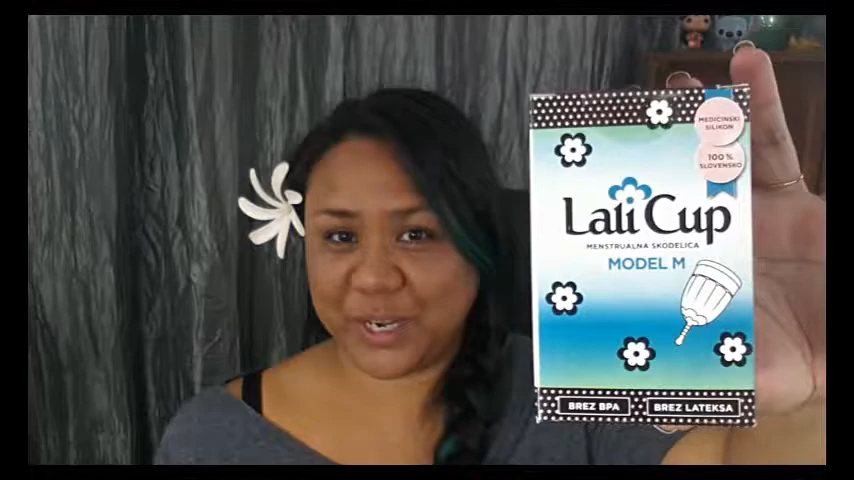 MEDICINSKI
SILIKON
100%
SLOVENSKO
Lali Cup
MENSTRUALNA SKODELICA
MODEL M
BREZ BPA
BREZ LATEKSA